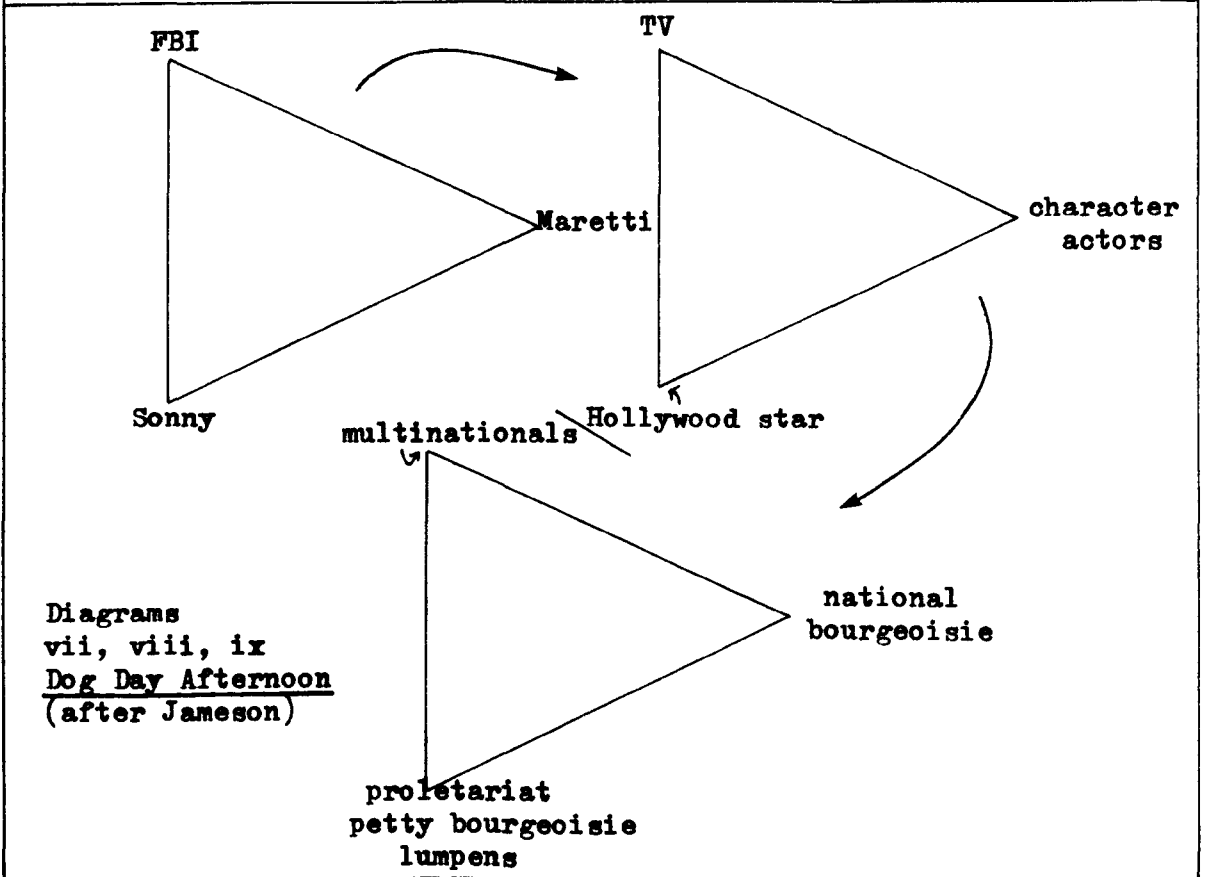 FBI
TV
Maretti
character
actors
Sonny
Hollywood star
multinationals
national
bourgeoisie
Diagrams
vii, viii, ix
Dog Day Afternoon
(after Jameson)
proletariat
petty bourgeoisie
lumpens